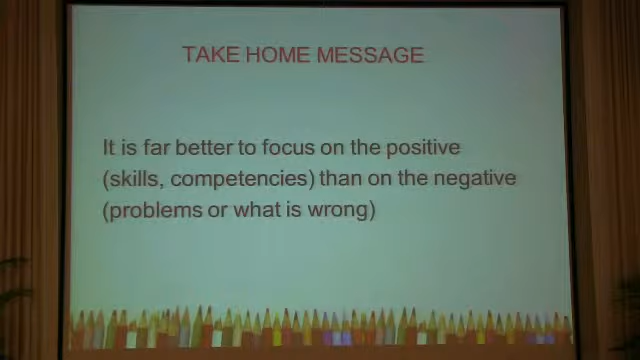 TAKE HOME MESSAGE
It is far better to focus on the positive
(skills, competencies) than on the negative
(problems or what is wrong)